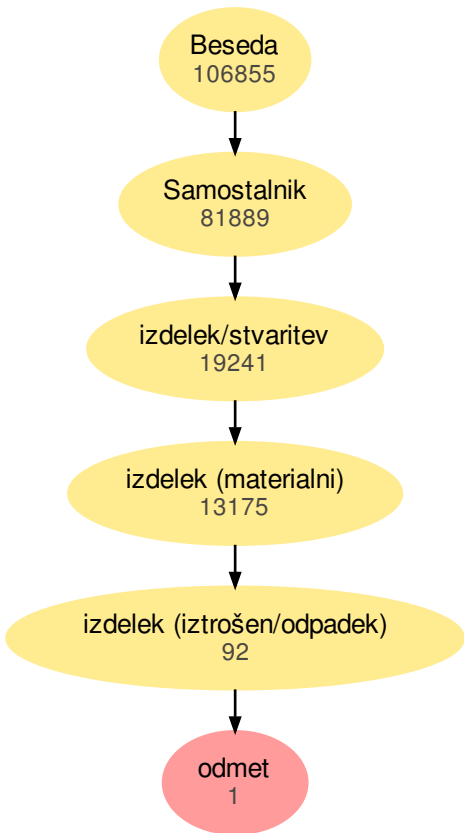 Beseda
106855
Samostalnik
81889
izdelek/stvaritev
19241
izdelek (materialni)
13175
izdelek (iztrošen/odpadek)
92
odmet
1